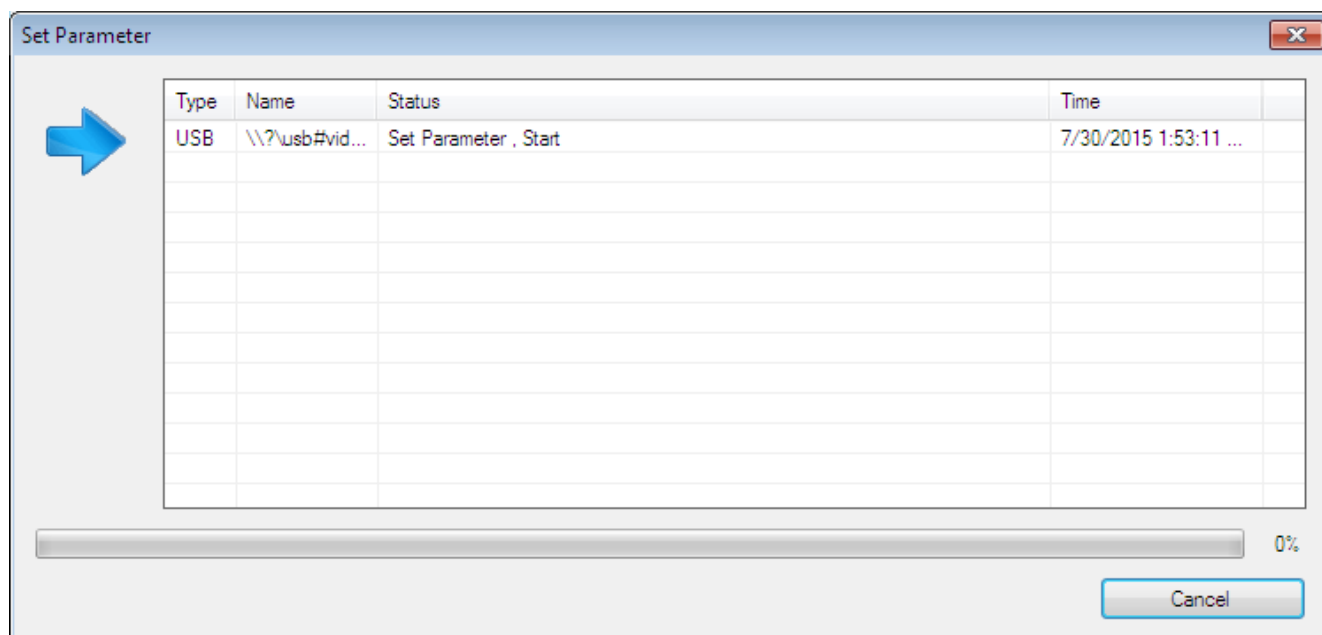 Set Parameter
Type Name Status Time
USB \\?\usb#vid... Set Parameter , Start 7/30/2015 1:53:11 ...
0%
Cancel